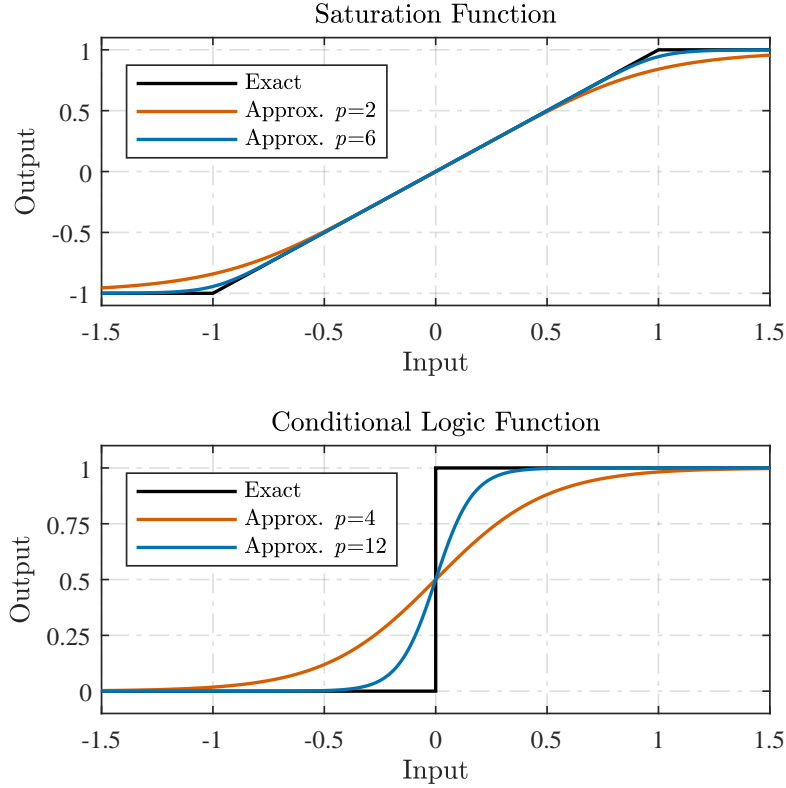 Saturation Function
1
0.5
0
-0.5
-1
Output
Exact
Approx. p=2
Approx. p=6
-1.5 -1 -0.5 0 0.5 1 1.5
Input
Conditional Logic Function
1
0.75
0.5
0.25
0
Output
Exact
Approx. p=4
Approx. p=12
-1.5 -1 -0.5 0 0.5 1 1.5
Input